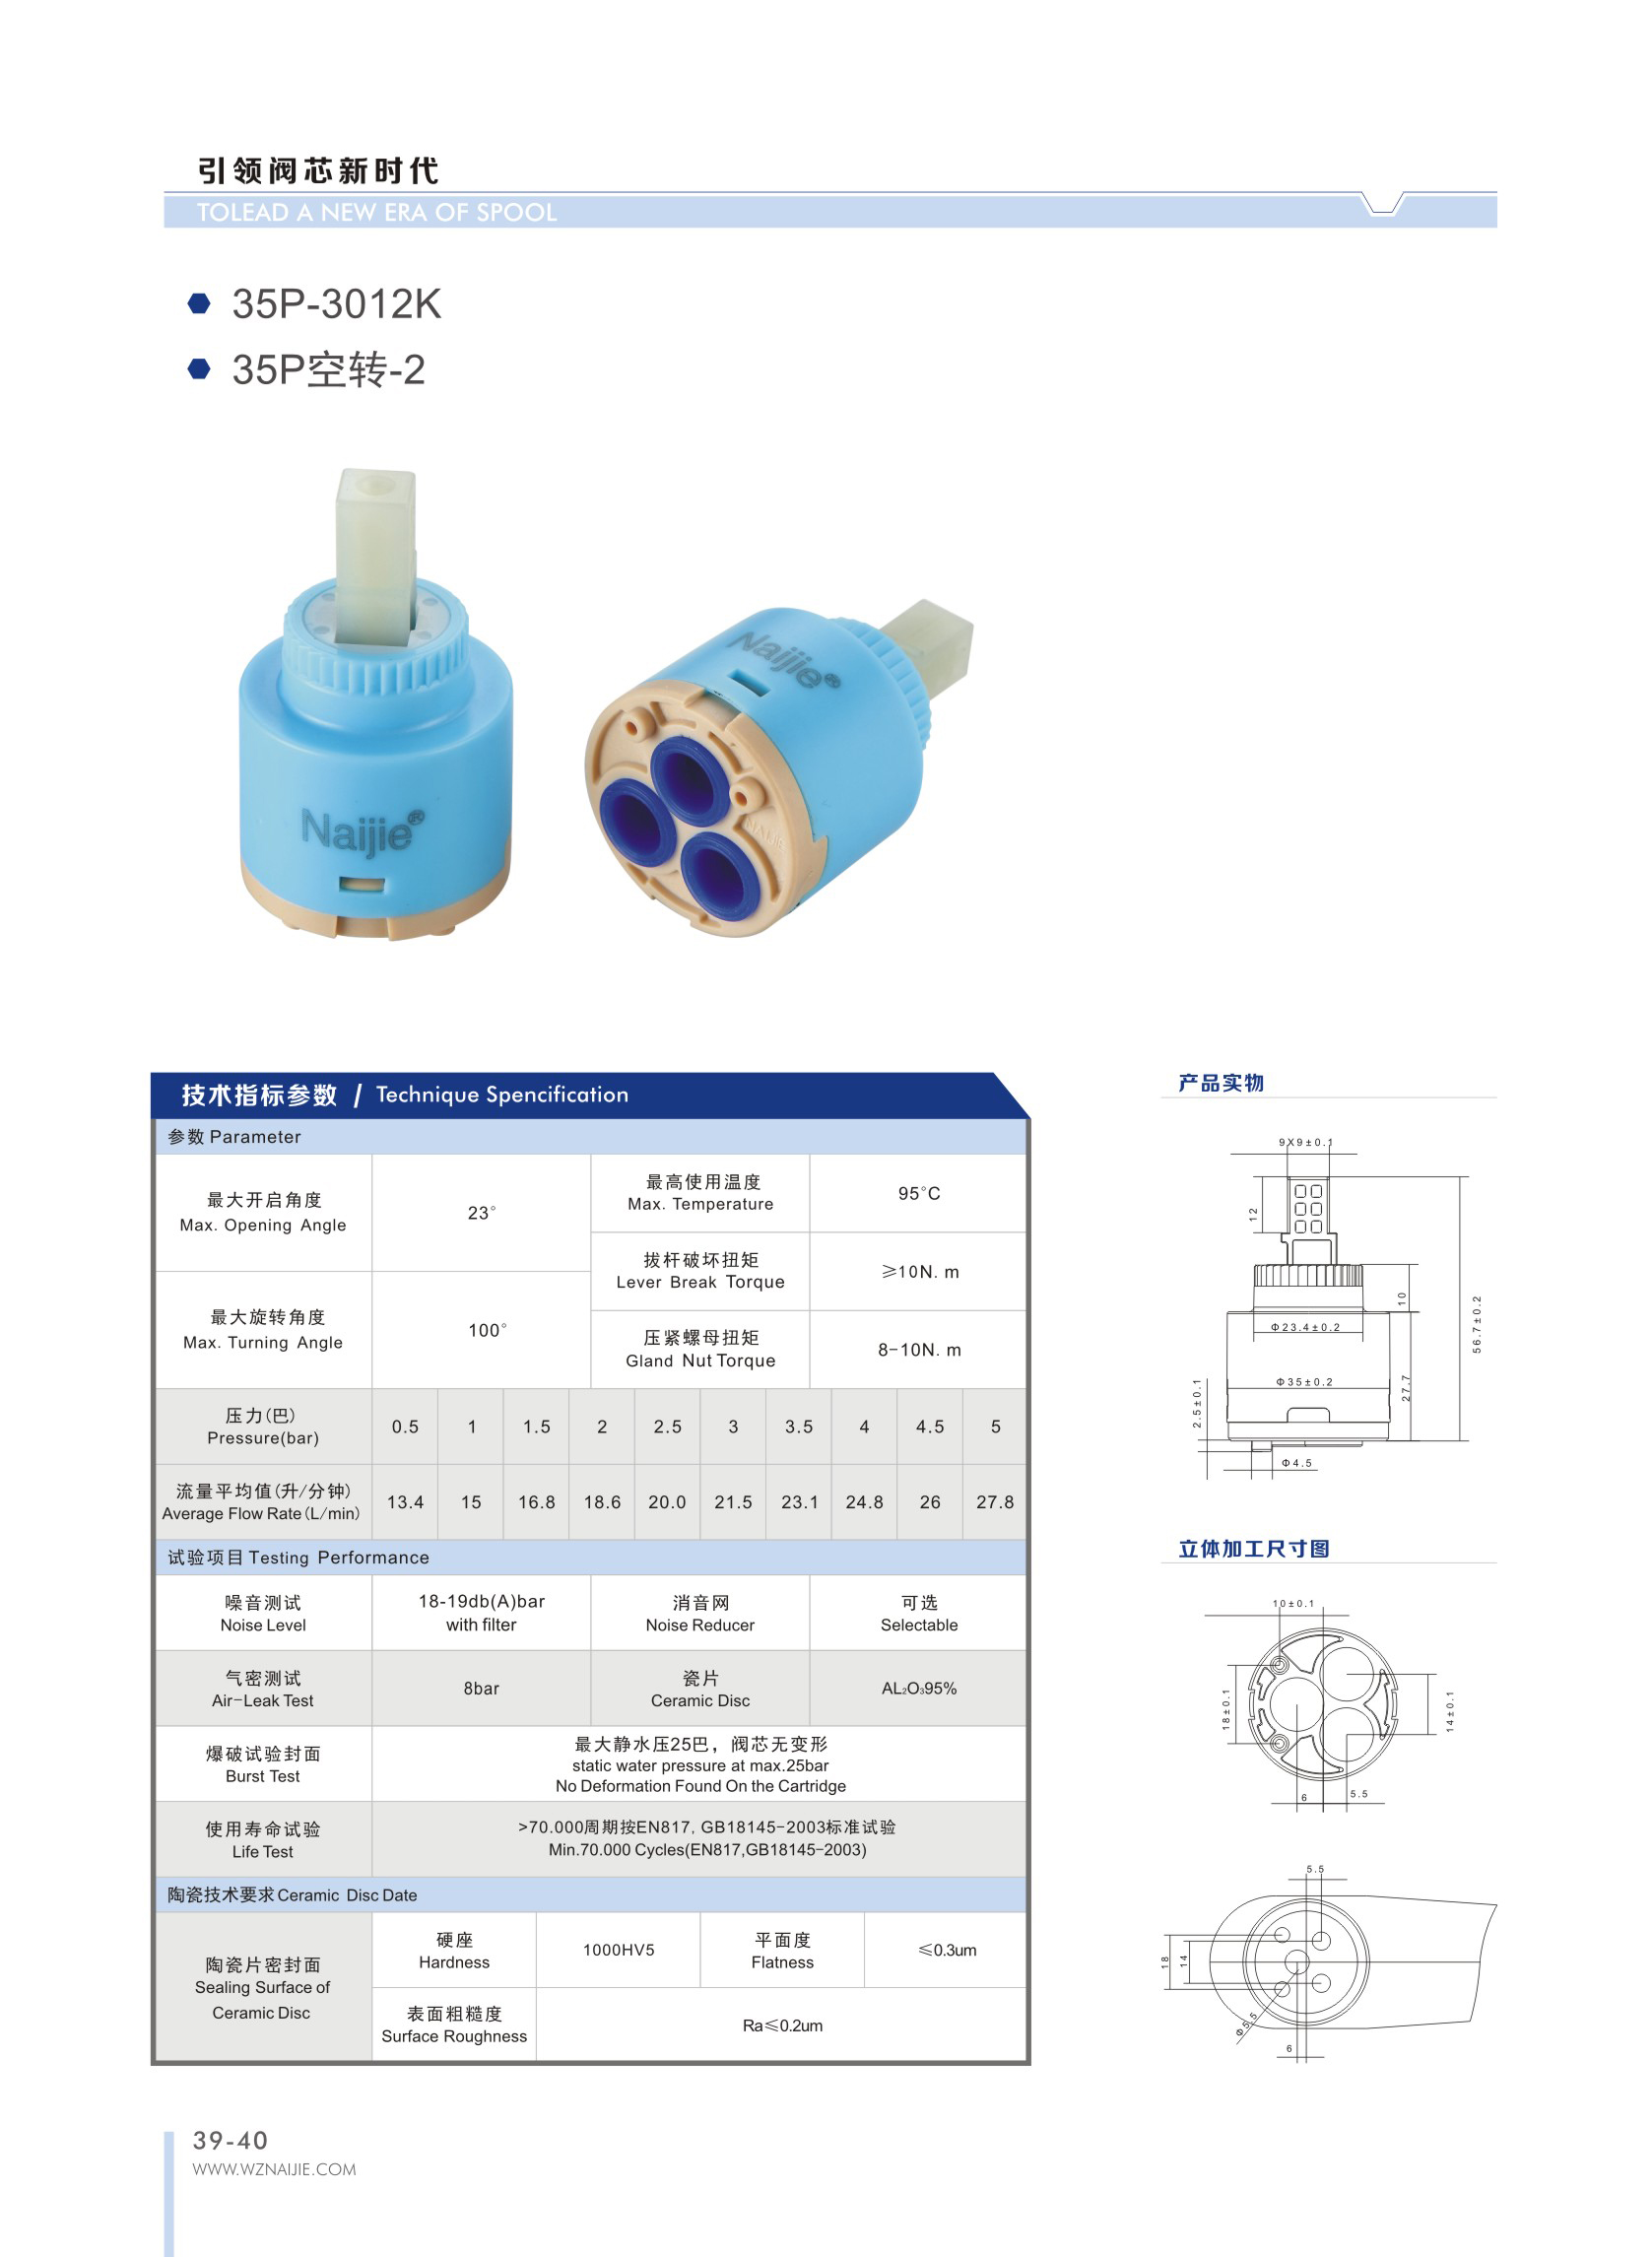 引领阀芯新时代
TOLEAD A NEW ERA OF SPOOL
35P-3012K
35P空转-2
Naijie®
Naijie®
NAIJIE
技术指标参数 / Technique Spencification
参数 Parameter
最大开启角度
Max. Opening Angle
23°
最高使用温度
Max. Temperature
95°C
拔杆破坏扭矩
Lever Break Torque
≥10N. m
最大旋转角度
Max. Turning Angle
100°
压紧螺母扭矩
Gland Nut Torque
8-10N. m
压力(巴)
Pressure(bar)
0.5 1 1.5 2 2.5 3 3.5 4 4.5 5
流量平均值(升/分钟)
Average Flow Rate(L/min)
13.4 15 16.8 18.6 20.0 21.5 23.1 24.8 26 27.8
试验项目 Testing Performance
噪音测试
Noise Level
18-19db(A)bar
with filter
消音网
Noise Reducer
可选
Selectable
气密测试
Air-Leak Test
8bar
瓷片
Ceramic Disc
AL₂O₃95%
爆破试验封面
Burst Test
最大静水压25巴，阀芯无变形
static water pressure at max.25bar
No Deformation Found On the Cartridge
使用寿命试验
Life Test
>70.000周期按EN817, GB18145-2003标准试验
Min.70.000 Cycles(EN817,GB18145-2003)
陶瓷技术要求 Ceramic Disc Date
陶瓷片密封面
Sealing Surface of
Ceramic Disc
硬座
Hardness
1000HV5
平面度
Flatness
≤0.3um
表面粗糙度
Surface Roughness
Ra≤0.2um
产品实物
9X9±0.1
12
10
56.7±0.2
Φ23.4±0.2
Φ35±0.2
27.7
2.5±0.1
Φ4.5
立体加工尺寸图
10±0.1
18±0.1
14±0.1
6
5.5
5.5
18
14
Φ5.5
6
39-40
WWW.WZNAIJIE.COM